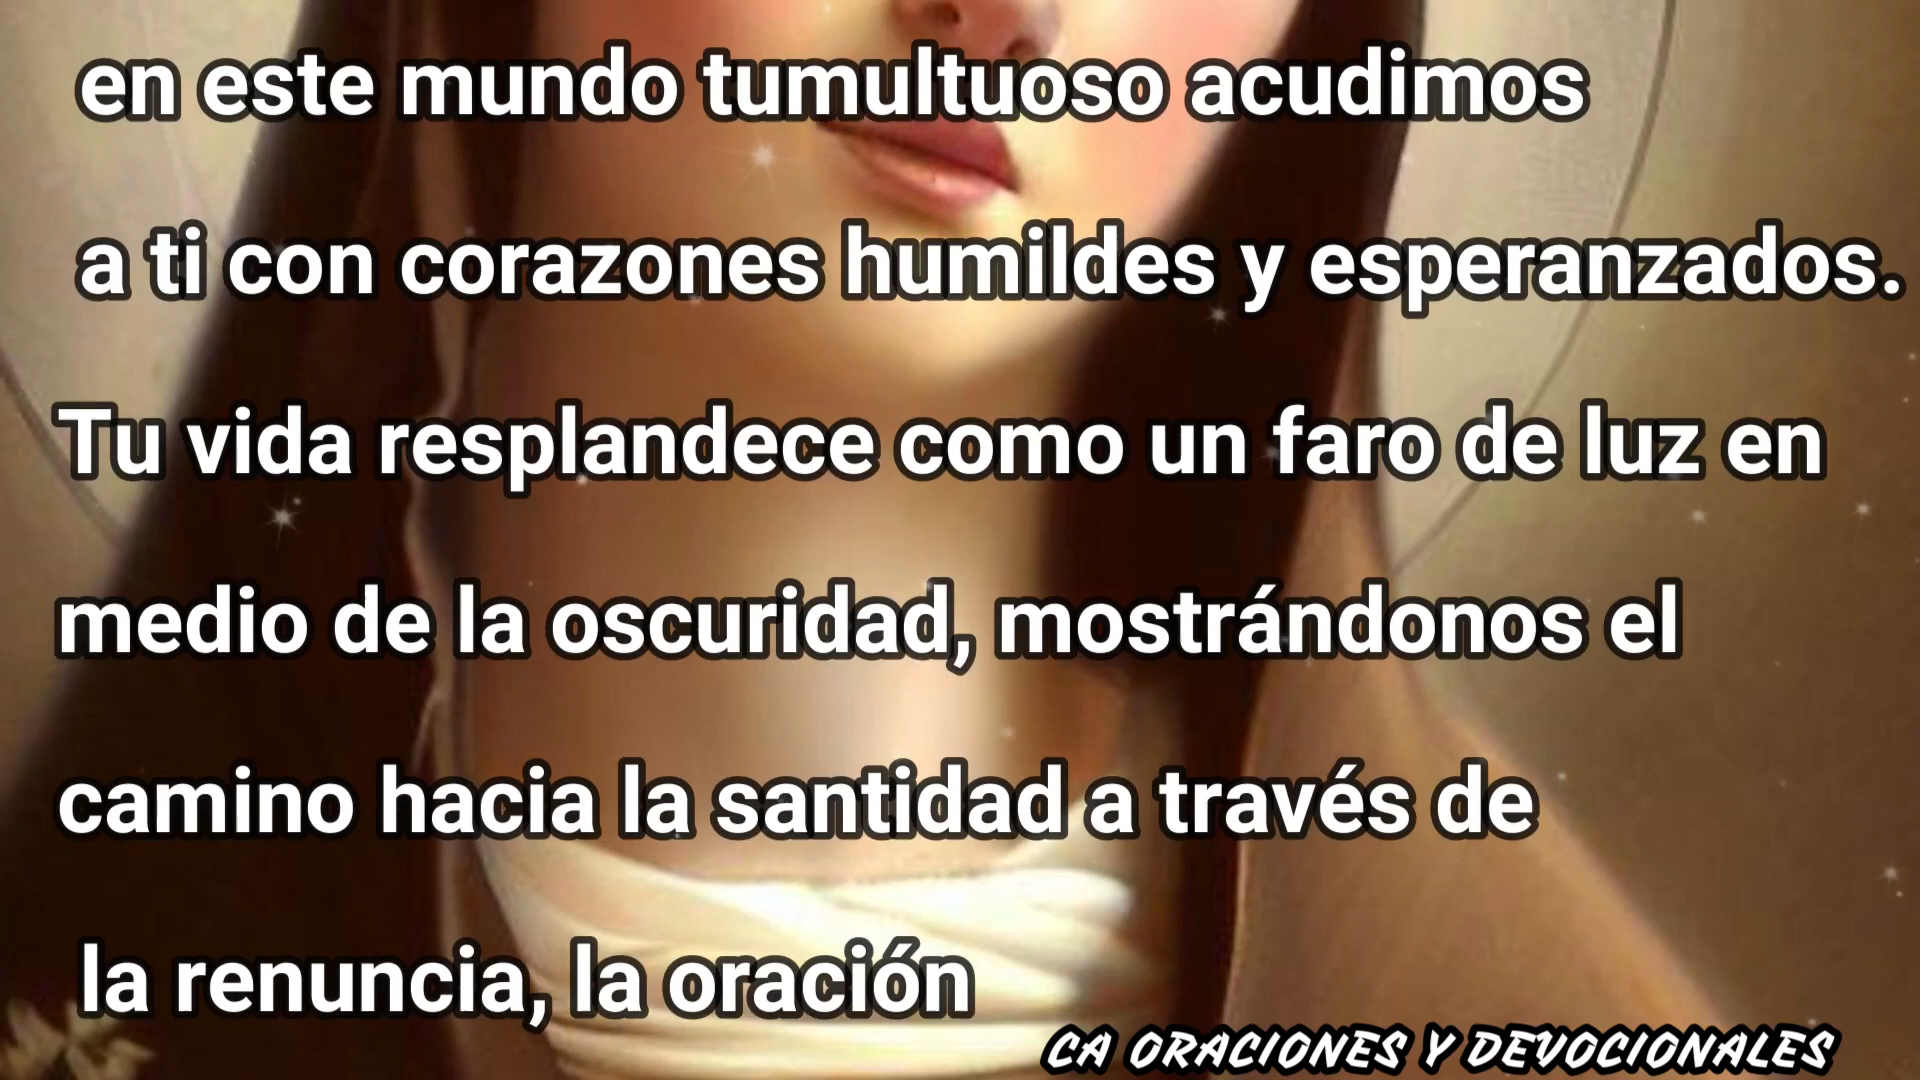 en este mundo tumultuoso acudimos
a ti con corazones humildes y esperanzados.
Tu vida resplandece como un faro de luz en
medio de la oscuridad, mostrándonos el
camino hacia la santidad a través de
la renuncia, la oración
CA ORACIONES Y DEVOCIONALES